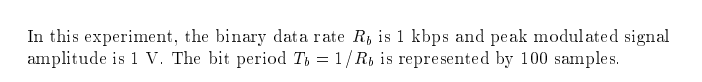 In this experiment, the binary data rate R_b is 1 kbps and peak modulated signal
amplitude is 1 V. The bit period T_b = 1/R_b is represented by 100 samples.